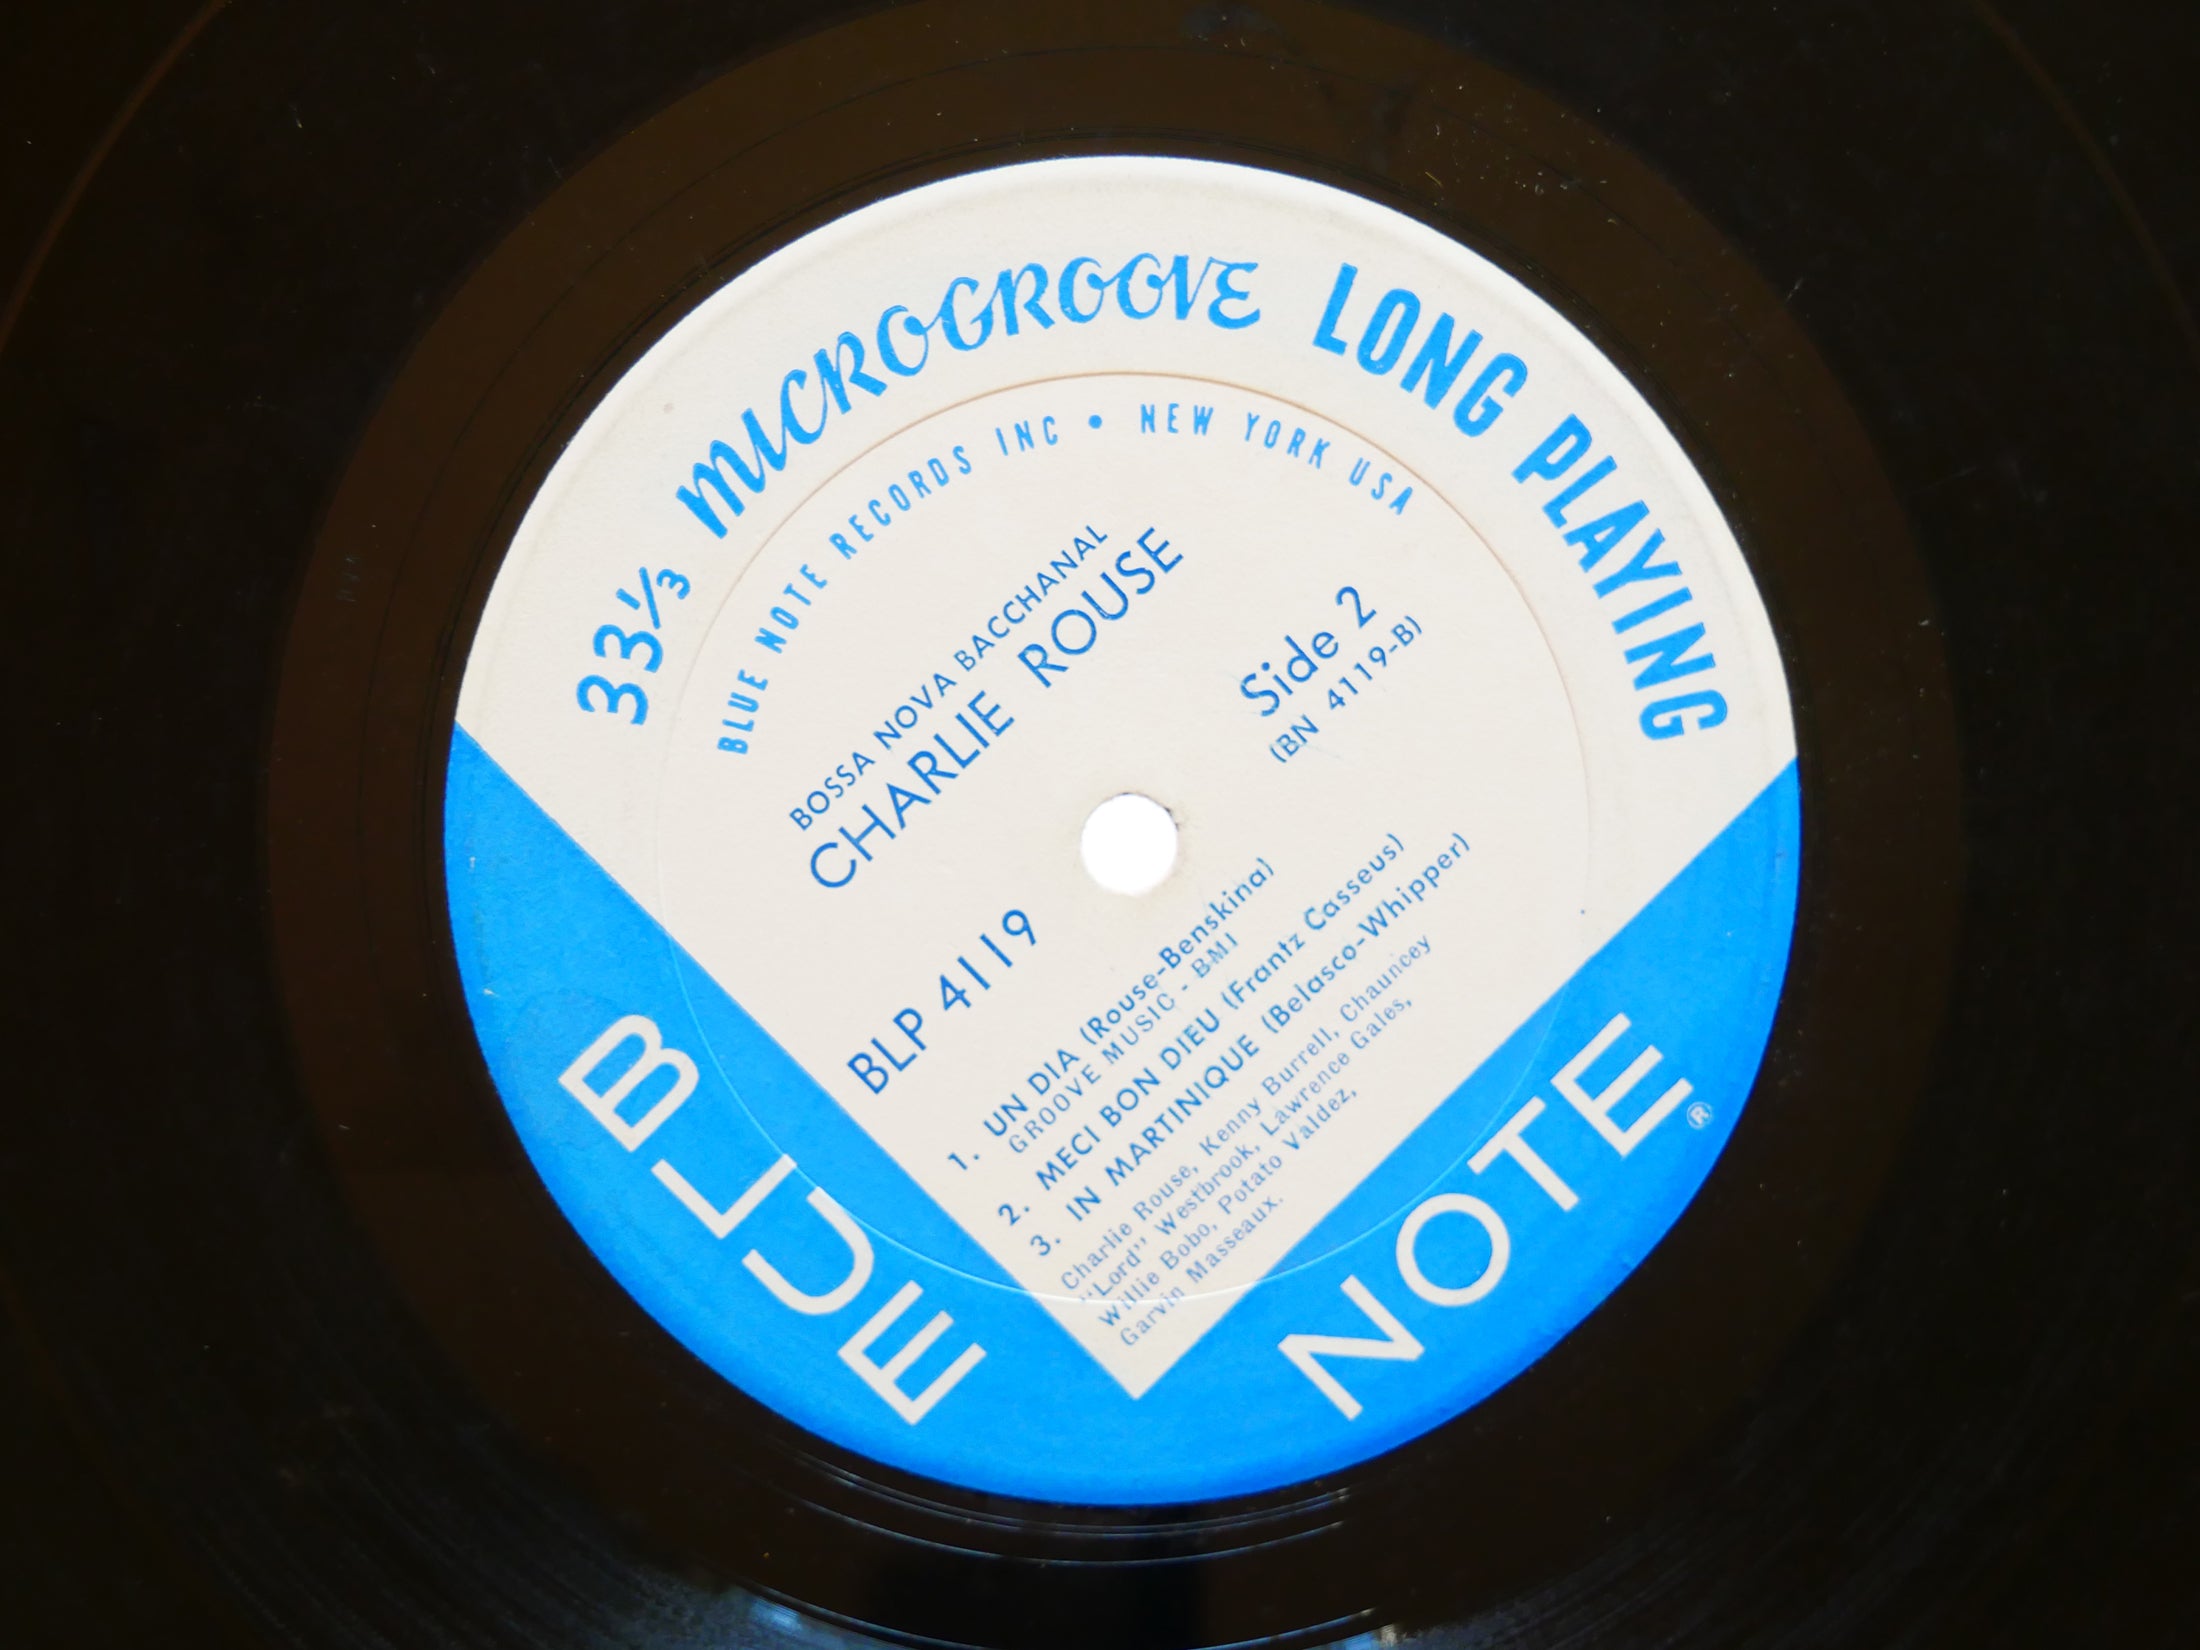 33⅓ MICROGROOVE LONG PLAYING
BLUE NOTE RECORDS INC • NEW YORK USA
BOSSA NOVA BACCHANAL
CHARLIE ROUSE
Side 2
(BN 4119-B)
BLP 4119
1. UN DIA (Rouse-Benskina)
GROOVE MUSIC - BMI
2. MECI BON DIEU (Frantz Casseus)
3. IN MARTINIQUE (Belasco-Whipper)
Charlie Rouse, Kenny Burrell, Chauncey
"Lord" Westbrook, Lawrence Gales,
Willie Bobo, Potato Valdez,
Garvin Masseaux.
BLUE NOTE®